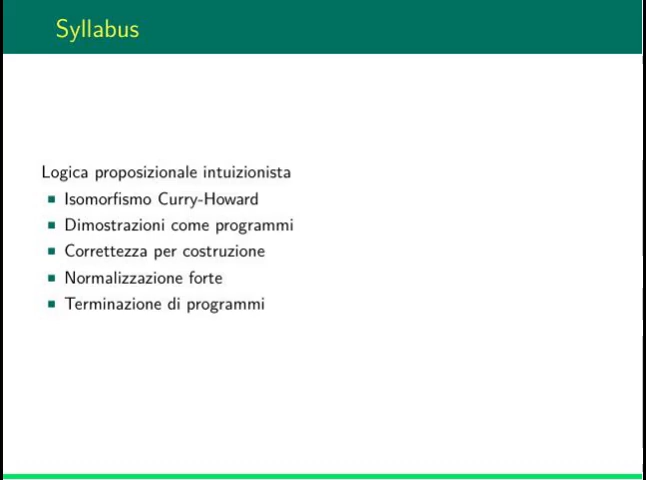 Syllabus
Logica proposizionale intuizionista
Isomorfismo Curry-Howard
Dimostrazioni come programmi
Correttezza per costruzione
Normalizzazione forte
Terminazione di programmi